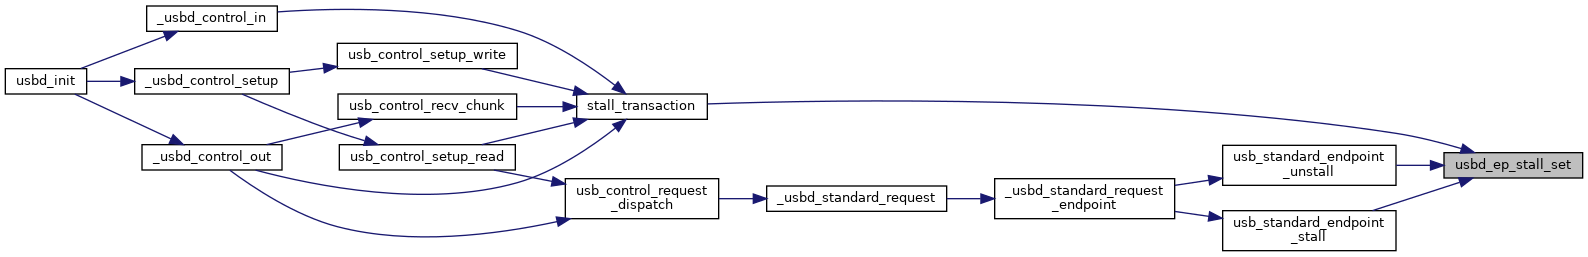 _usbd_control_in
usb_control_setup_write
usbd_init
_usbd_control_setup
usb_control_recv_chunk
stall_transaction
_usbd_control_out
usb_control_setup_read
usb_standard_endpoint
_unstall
usbd_ep_stall_set
usb_control_request
_dispatch
_usbd_standard_request
_usbd_standard_request
_endpoint
usb_standard_endpoint
_stall